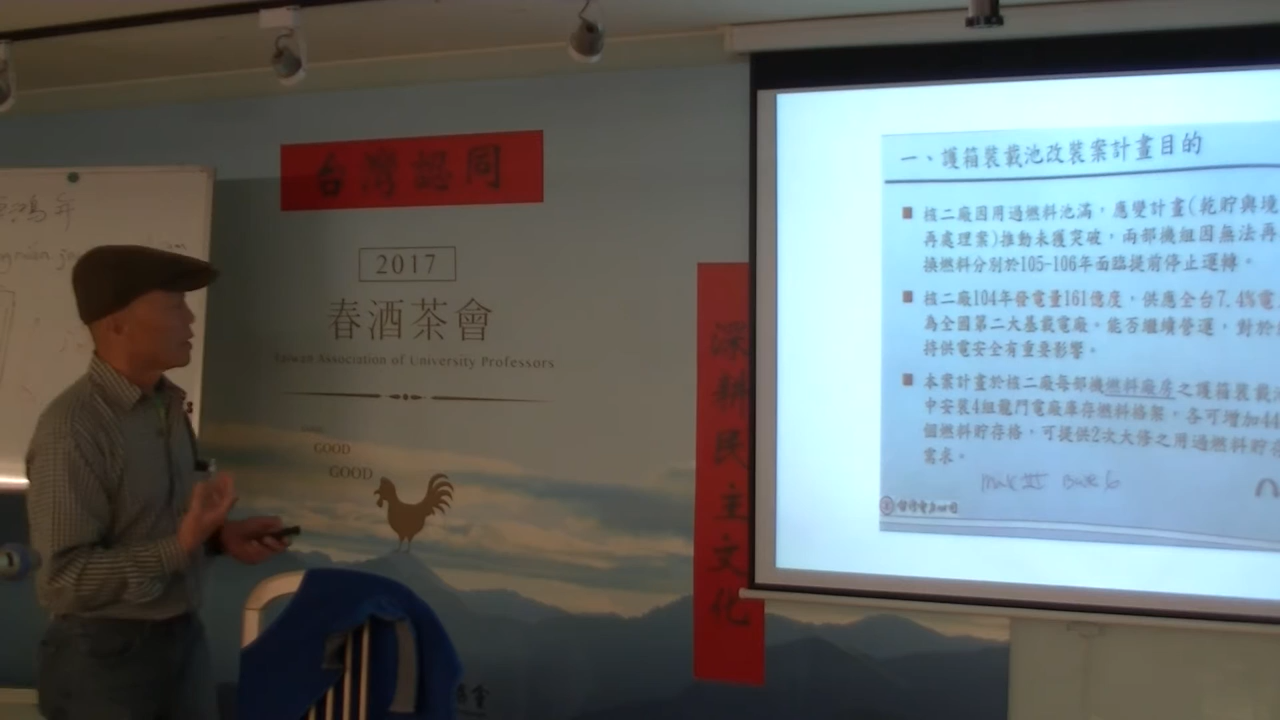 台灣認同
2017
春酒茶會
Taiwan Association of University Professors
GOOD
GOOD
深耕民主文化
一、護箱裝載池改裝案計畫目的
核二廠因用過燃料池滿，應變計畫(乾貯與境
再處理案)推動未獲突破，兩部機組因無法再
換燃料分別於105-106年面臨提前停止運轉。
核二廠104年發電量161億度，供應全台7.4%電
為全國第二大基載電廠，能否繼續營運，對於
持供電安全有重要影響。
本案計畫於核二廠每部機燃料廠房之護箱裝載
中安裝4組龍門電廠庫存燃料格架，各可增加44
個燃料貯存格，可提供2次大修之用過燃料貯存
需求。